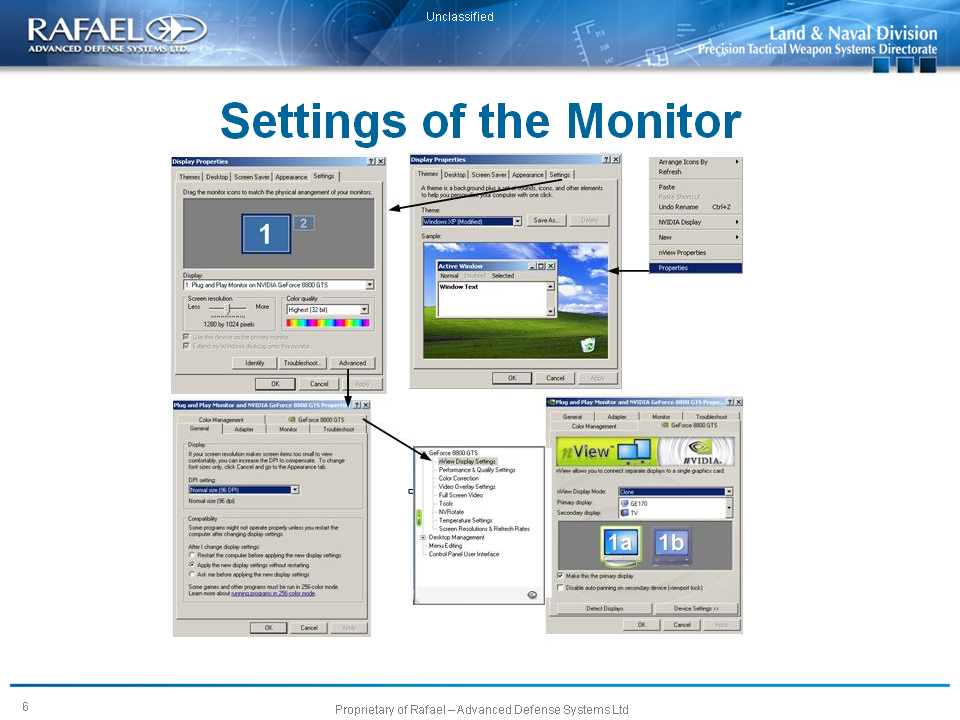 Unclassified
RAFAEL
ADVANCED DEFENSE SYSTEMS LTD.
Land & Naval Division
Precision Tactical Weapon Systems Directorate
Settings of the Monitor
Display Properties
Themes Desktop Screen Saver Appearance Settings
Drag the monitor icons to match the physical arrangement of your monitors.
1 2
Display:
1. Plug and Play Monitor on NVIDIA GeForce 8800 GTS
Screen resolution
Less More
1280 by 1024 pixels
Color quality
Highest (32 bit)
Use this device as the primary monitor.
Extend my Windows desktop onto this monitor.
Identify Troubleshoot... Advanced
OK Cancel Apply
Display Properties
Themes Desktop Screen Saver Appearance Settings
A theme is a background plus a set of sounds, icons, and other elements
to help you personalize your computer with one click.
Theme:
Windows XP (Modified) Save As... Delete
Sample:
Active Window
Normal Disabled Selected
Window Text
OK Cancel Apply
Arrange Icons By
Refresh
Paste
Paste Shortcut
Undo Rename Ctrl+Z
NVIDIA Display
New
nView Properties
Properties
Plug and Play Monitor and NVIDIA GeForce 8800 GTS Properti...
Color Management GeForce 8800 GTS
General Adapter Monitor Troubleshoot
Display
If your screen resolution makes screen items too small to view
comfortably, you can increase the DPI to compensate. To change
font sizes only, click Cancel and go to the Appearance tab.
DPI setting:
Normal size (96 DPI)
Normal size (96 dpi)
Compatibility
Some programs might not operate properly unless you restart the
computer after changing display settings.
After I change display settings:
Restart the computer before applying the new display settings
Apply the new display settings without restarting
Ask me before applying the new display settings
Some games and other programs must be run in 256-color mode.
Learn more about running programs in 256-color mode.
OK Cancel Apply
GeForce 8800 GTS
nView Display Settings
Performance & Quality Settings
Color Correction
Video Overlay Settings
Full Screen Video
Tools
NVRotate
Temperature Settings
Screen Resolutions & Refresh Rates
Desktop Management
Menu Editing
Control Panel User Interface
Plug and Play Monitor and NVIDIA GeForce 8800 GTS Prope...
General Adapter Monitor Troubleshoot
Color Management GeForce 8800 GTS
nView
NVIDIA.
nView allows you to connect separate displays to a single graphics card.
nView Display Mode: Clone
Primary display: GE170
Secondary display: TV
1a 1b
Make this the primary display
Disable auto-panning on secondary device (viewport lock)
Detect Displays Device Settings >>
OK Cancel Apply
6
Proprietary of Rafael – Advanced Defense Systems Ltd